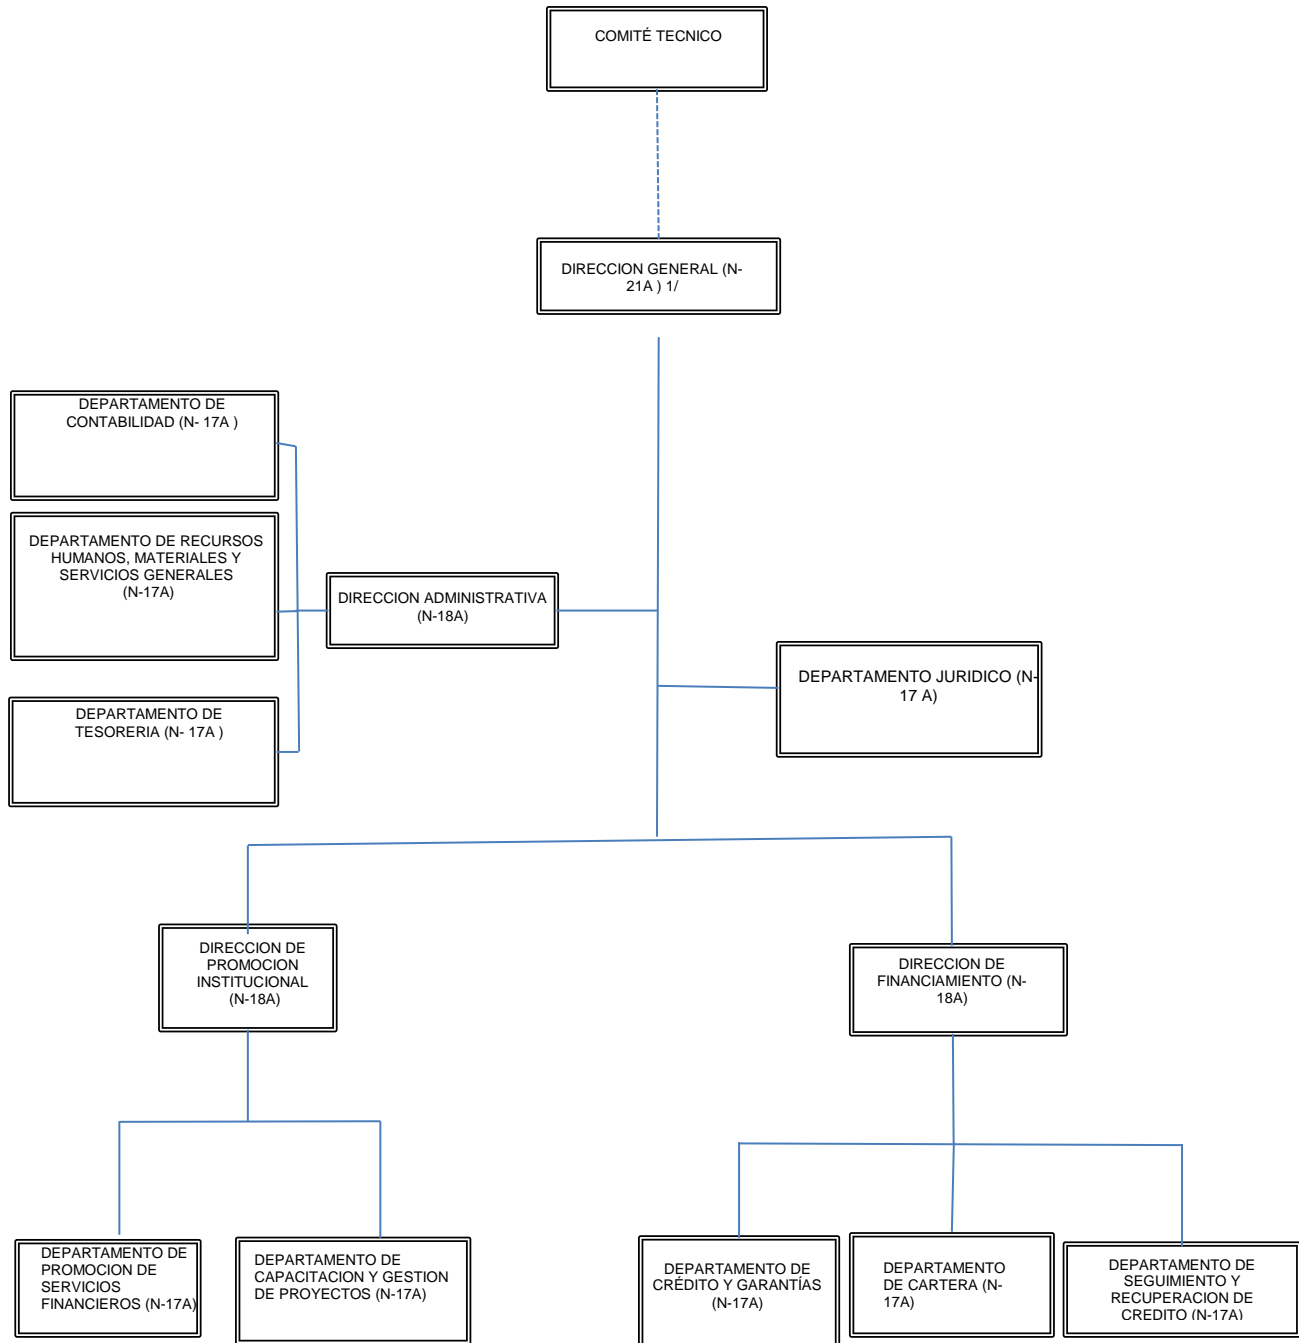 COMITÉ TECNICO
DIRECCION GENERAL (N-
21A ) 1/
DEPARTAMENTO DE
CONTABILIDAD (N- 17A )
DEPARTAMENTO DE RECURSOS
HUMANOS, MATERIALES Y
SERVICIOS GENERALES
(N-17A)
DIRECCION ADMINISTRATIVA
(N-18A)
DEPARTAMENTO JURIDICO (N-
17 A)
DEPARTAMENTO DE
TESORERIA (N- 17A )
DIRECCION DE
PROMOCION
INSTITUCIONAL
(N-18A)
DIRECCION DE
FINANCIAMIENTO (N-
18A)
DEPARTAMENTO DE
PROMOCION DE
SERVICIOS
FINANCIEROS (N-17A)
DEPARTAMENTO DE
CAPACITACION Y GESTION
DE PROYECTOS (N-17A)
DEPARTAMENTO DE
CRÉDITO Y GARANTÍAS
(N-17A)
DEPARTAMENTO
DE CARTERA (N-
17A)
DEPARTAMENTO DE
SEGUIMIENTO Y
RECUPERACION DE
CREDITO (N-17A)